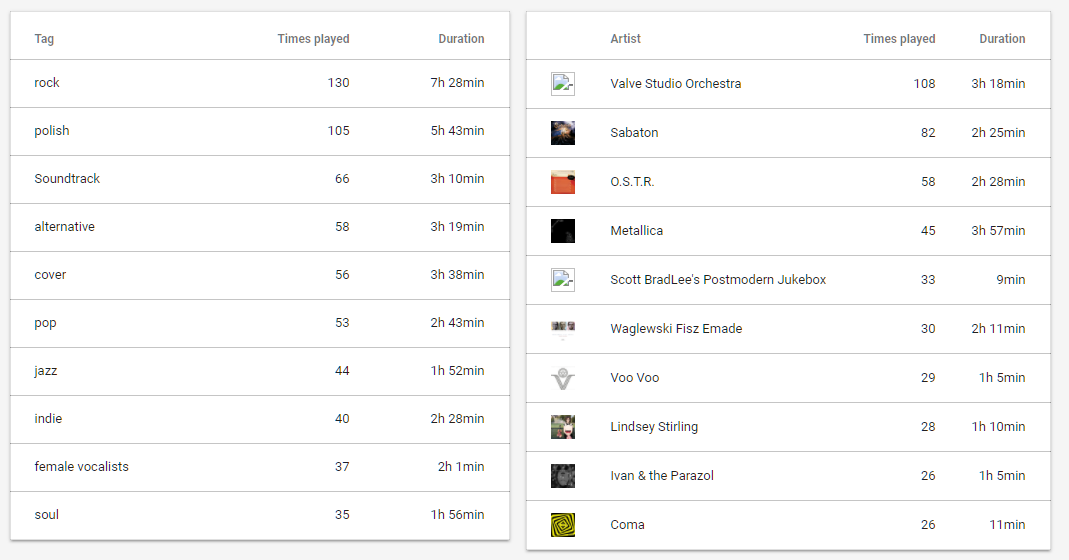 Tag Times played Duration
rock 130 7h 28min
polish 105 5h 43min
Soundtrack 66 3h 10min
alternative 58 3h 19min
cover 56 3h 38min
pop 53 2h 43min
jazz 44 1h 52min
indie 40 2h 28min
female vocalists 37 2h 1min
soul 35 1h 56min
Artist Times played Duration
Valve Studio Orchestra 108 3h 18min
Sabaton 82 2h 25min
O.S.T.R. 58 2h 28min
Metallica 45 3h 57min
Scott BradLee's Postmodern Jukebox 33 9min
Waglewski Fisz Emade 30 2h 11min
Voo Voo 29 1h 5min
Lindsey Stirling 28 1h 10min
Ivan & the Parazol 26 1h 5min
Coma 26 11min